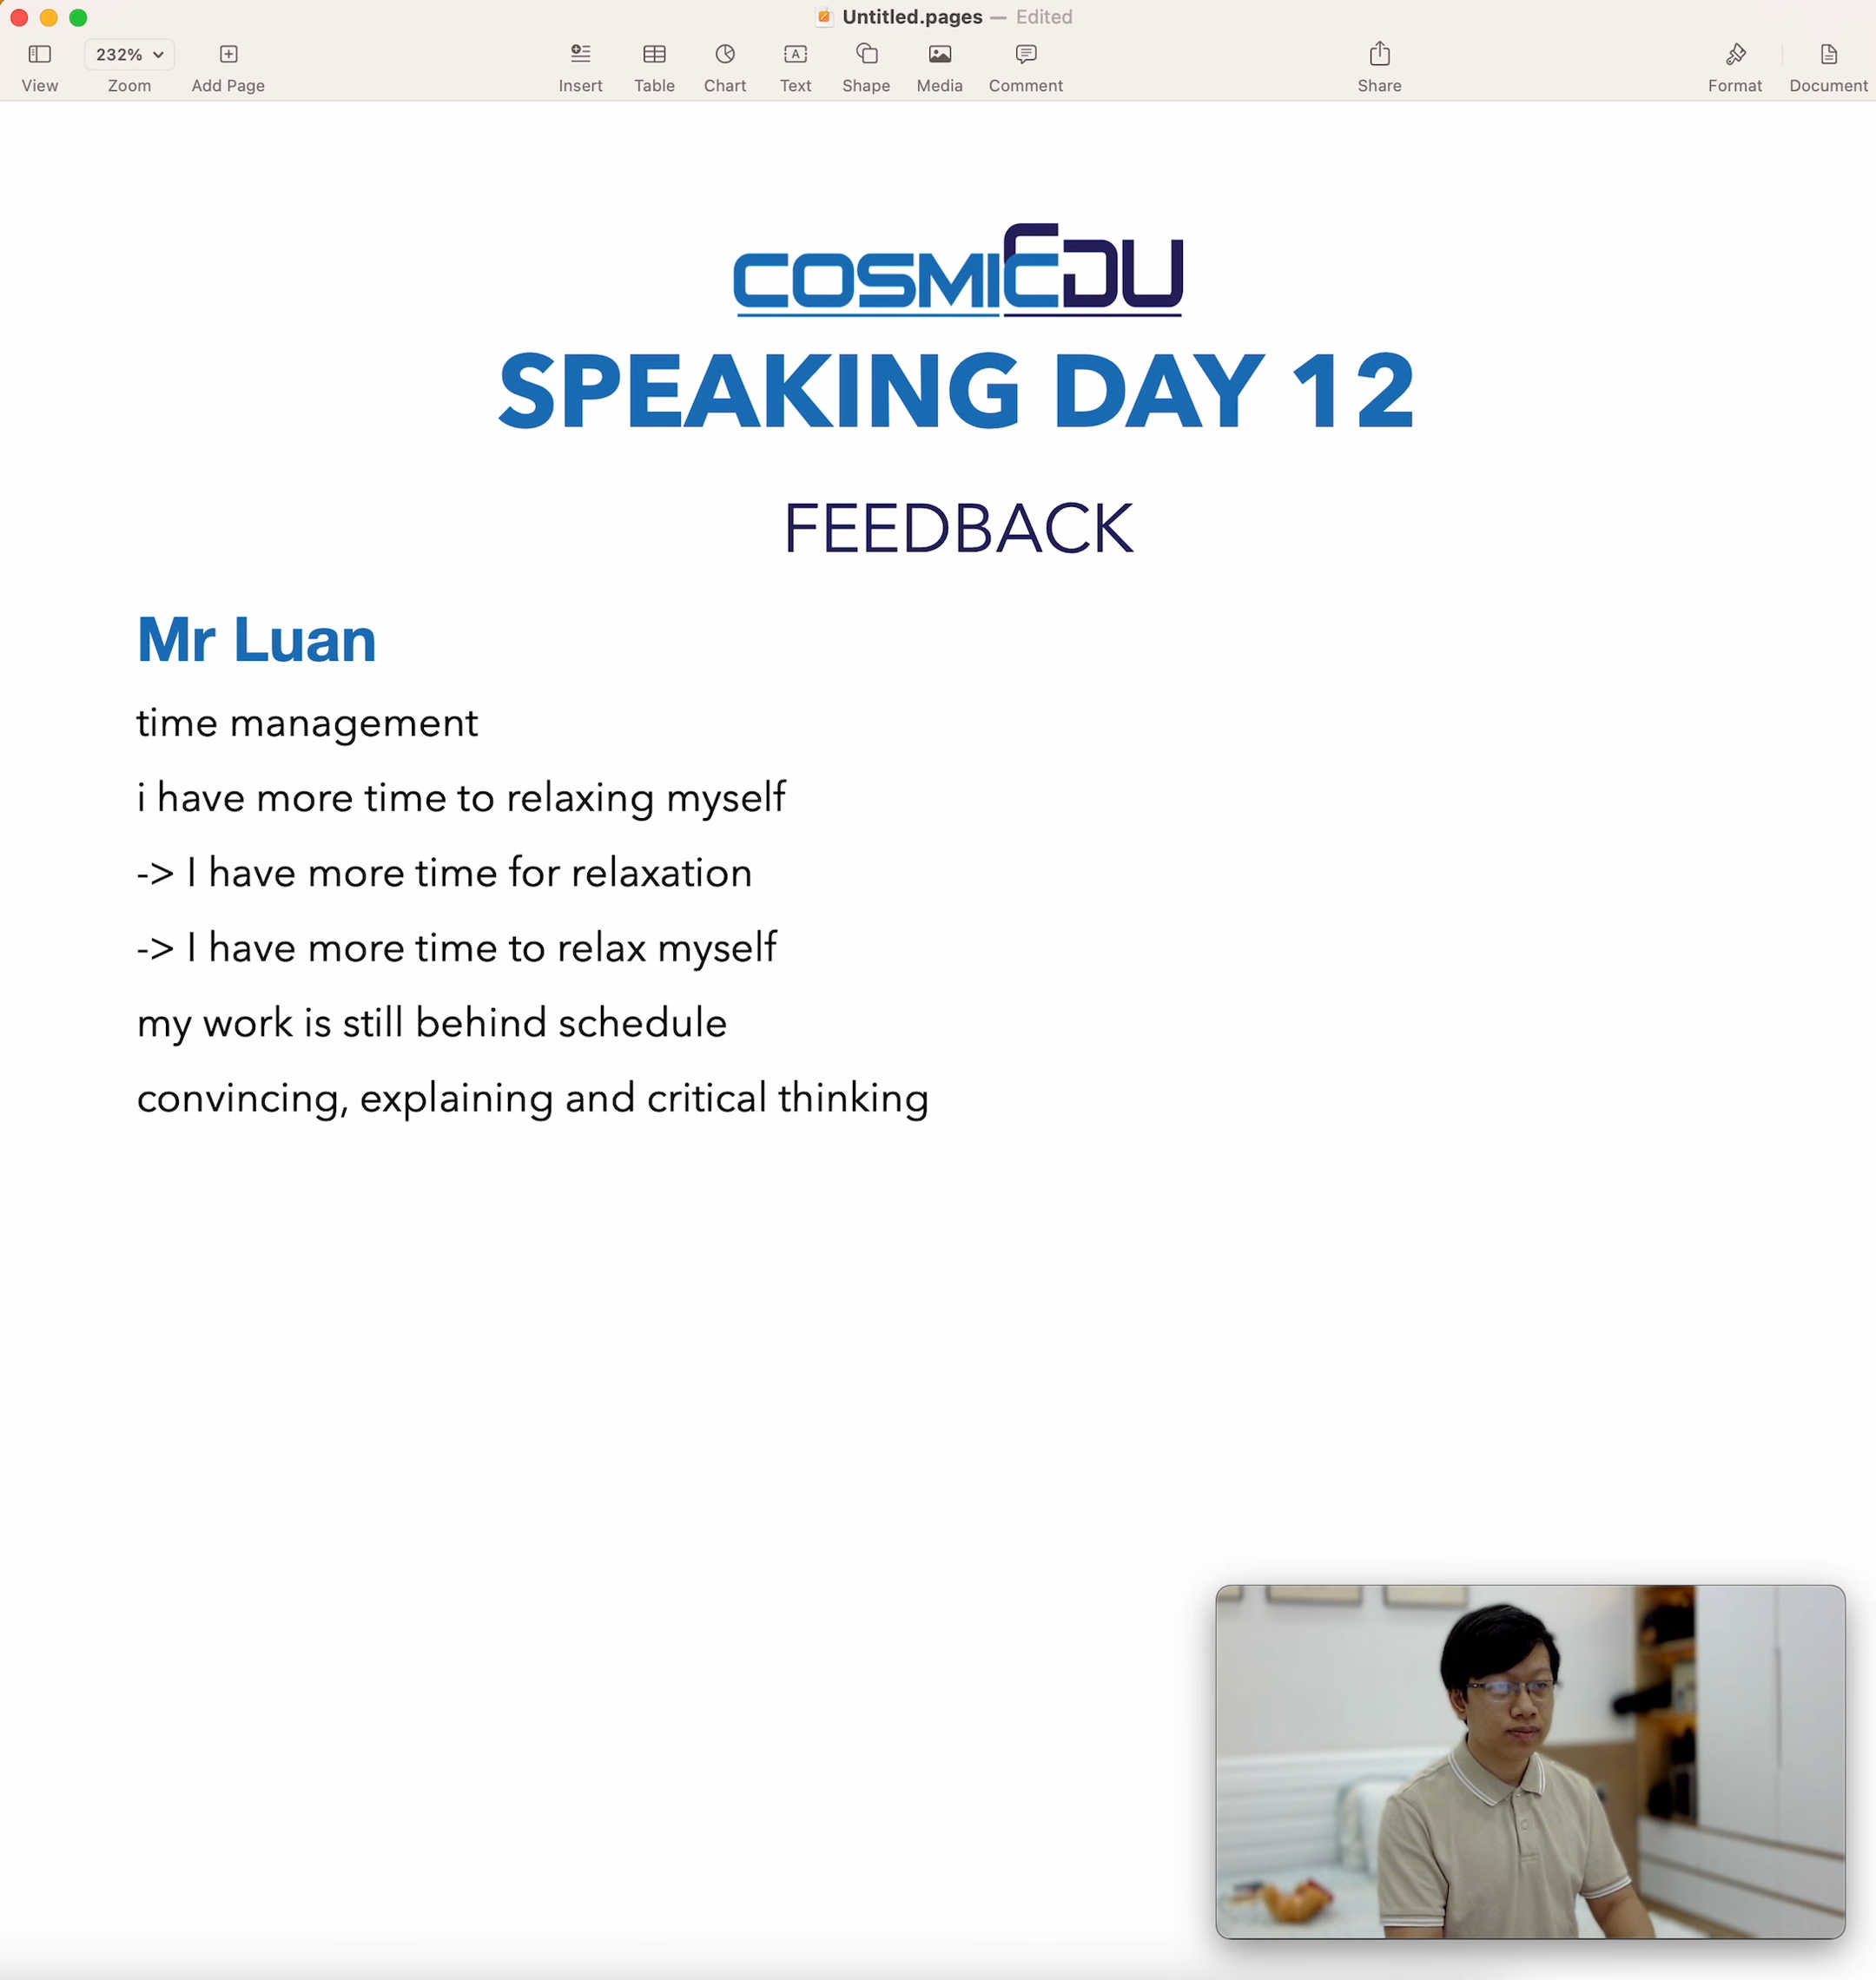 Untitled.pages — Edited
View
232%
Zoom
Add Page
Insert
Table
Chart
Text
Shape
Media
Comment
Share
Format
Document
COSMICEDU
SPEAKING DAY 12
FEEDBACK
Mr Luan
time management
i have more time to relaxing myself
-> I have more time for relaxation
-> I have more time to relax myself
my work is still behind schedule
convincing, explaining and critical thinking